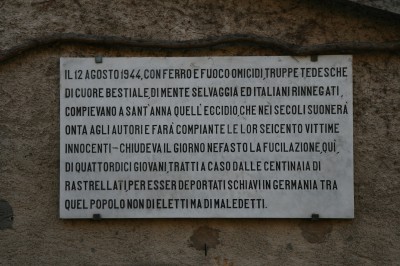 IL 12 AGOSTO 1944, CON FERRO E FUOCO OMICIDI, TRUPPE TEDESCHE
DI CUORE BESTIALE, DI MENTE SELVAGGIA ED ITALIANI RINNEGATI,
COMPIEVANO A SANT'ANNA QUELL'ECCIDIO, CHE NEI SECOLI SUONERÁ
ONTA AGLI AUTORI E FARÁ COMPIANTE LE LOR SEICENTO VITTIME
INNOCENTI - CHIUDEVA IL GIORNO NEFASTO LA FUCILAZIONE, QUI,
DI QUATTORDICI GIOVANI, TRATTI A CASO DALLE CENTINAIA DI
RASTRELLATI, PER ESSER DEPORTATI SCHIAVI IN GERMANIA TRA
QUEL POPOLO NON DI ELETTI MA DI MALEDETTI.